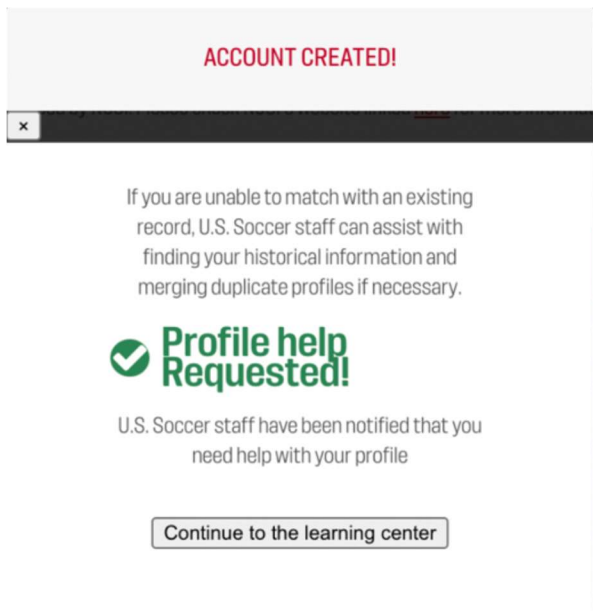 ACCOUNT CREATED!
here
×
If you are unable to match with an existing
record, U.S. Soccer staff can assist with
finding your historical information and
merging duplicate profiles if necessary.
Profile help
Requested!
U.S. Soccer staff have been notified that you
need help with your profile
Continue to the learning center